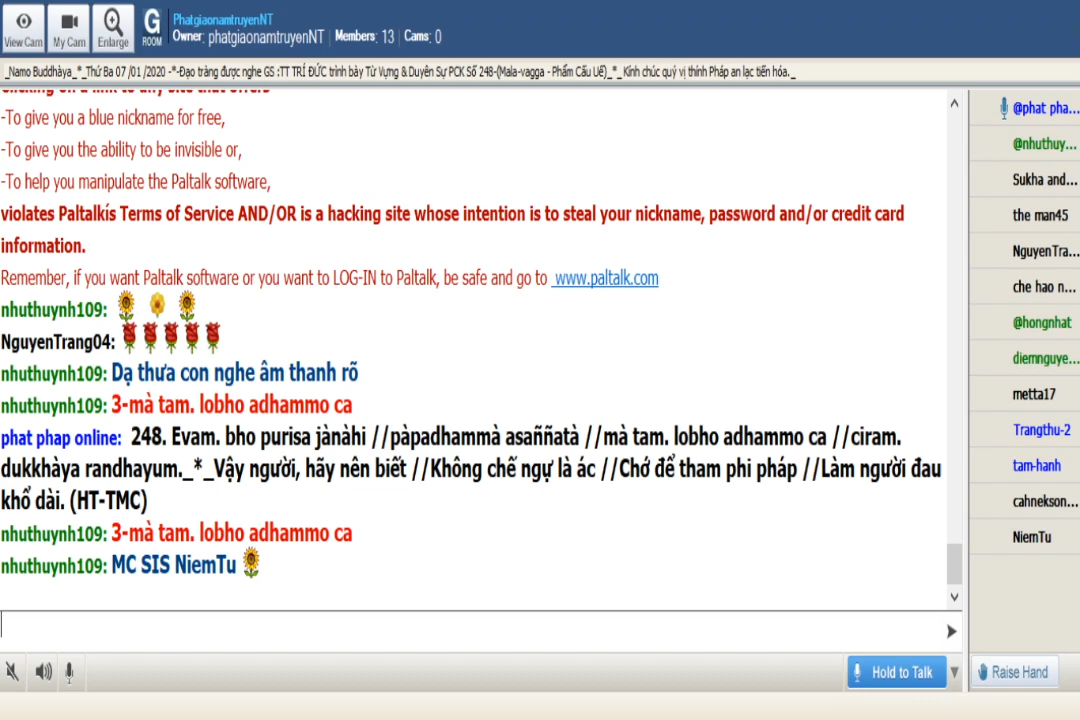 View Cam
My Cam
Enlarge
G
ROOM
PhatgiaonamtruyenNT
Owner: phatgiaonamtruyenNT | Members: 13 | Cams: 0
_Namo Buddhàya_*_Thứ Ba 07 /01 /2020 -*-Đạo tràng được nghe GS :TT TRÍ ĐỨC trình bày Từ Vựng & Duyên Sự PCK Số 248-(Mala-vagga - Phẩm Cấu Uế)_*_ Kính chúc quý vị thính Pháp an lạc tiến hóa._
clicking on a link to any site that offers
-To give you a blue nickname for free,
-To give you the ability to be invisible or,
-To help you manipulate the Paltalk software,
violates Paltalkís Terms of Service AND/OR is a hacking site whose intention is to steal your nickname, password and/or credit card
information.
Remember, if you want Paltalk software or you want to LOG-IN to Paltalk, be safe and go to www.paltalk.com
nhuthuynh109:
NguyenTrang04:
nhuthuynh109: Dạ thưa con nghe âm thanh rõ
nhuthuynh109: 3-mà tam. lobho adhammo ca
phat phap online: 248. Evam. bho purisa jànàhi //pàpadhammà asaññatà //mà tam. lobho adhammo ca //ciram.
dukkhàya randhayum._*_Vậy người, hãy nên biết //Không chế ngự là ác //Chớ để tham phi pháp //Làm người đau
khổ dài. (HT-TMC)
nhuthuynh109: 3-mà tam. lobho adhammo ca
nhuthuynh109: MC SIS NiemTu
@phat pha...
@nhuthuy...
Sukha and...
the man45
NguyenTra...
che hao n...
@hongnhat
diemnguye...
metta17
Trangthu-2
tam-hanh
cahnekson...
NiemTu
Hold to Talk
Raise Hand